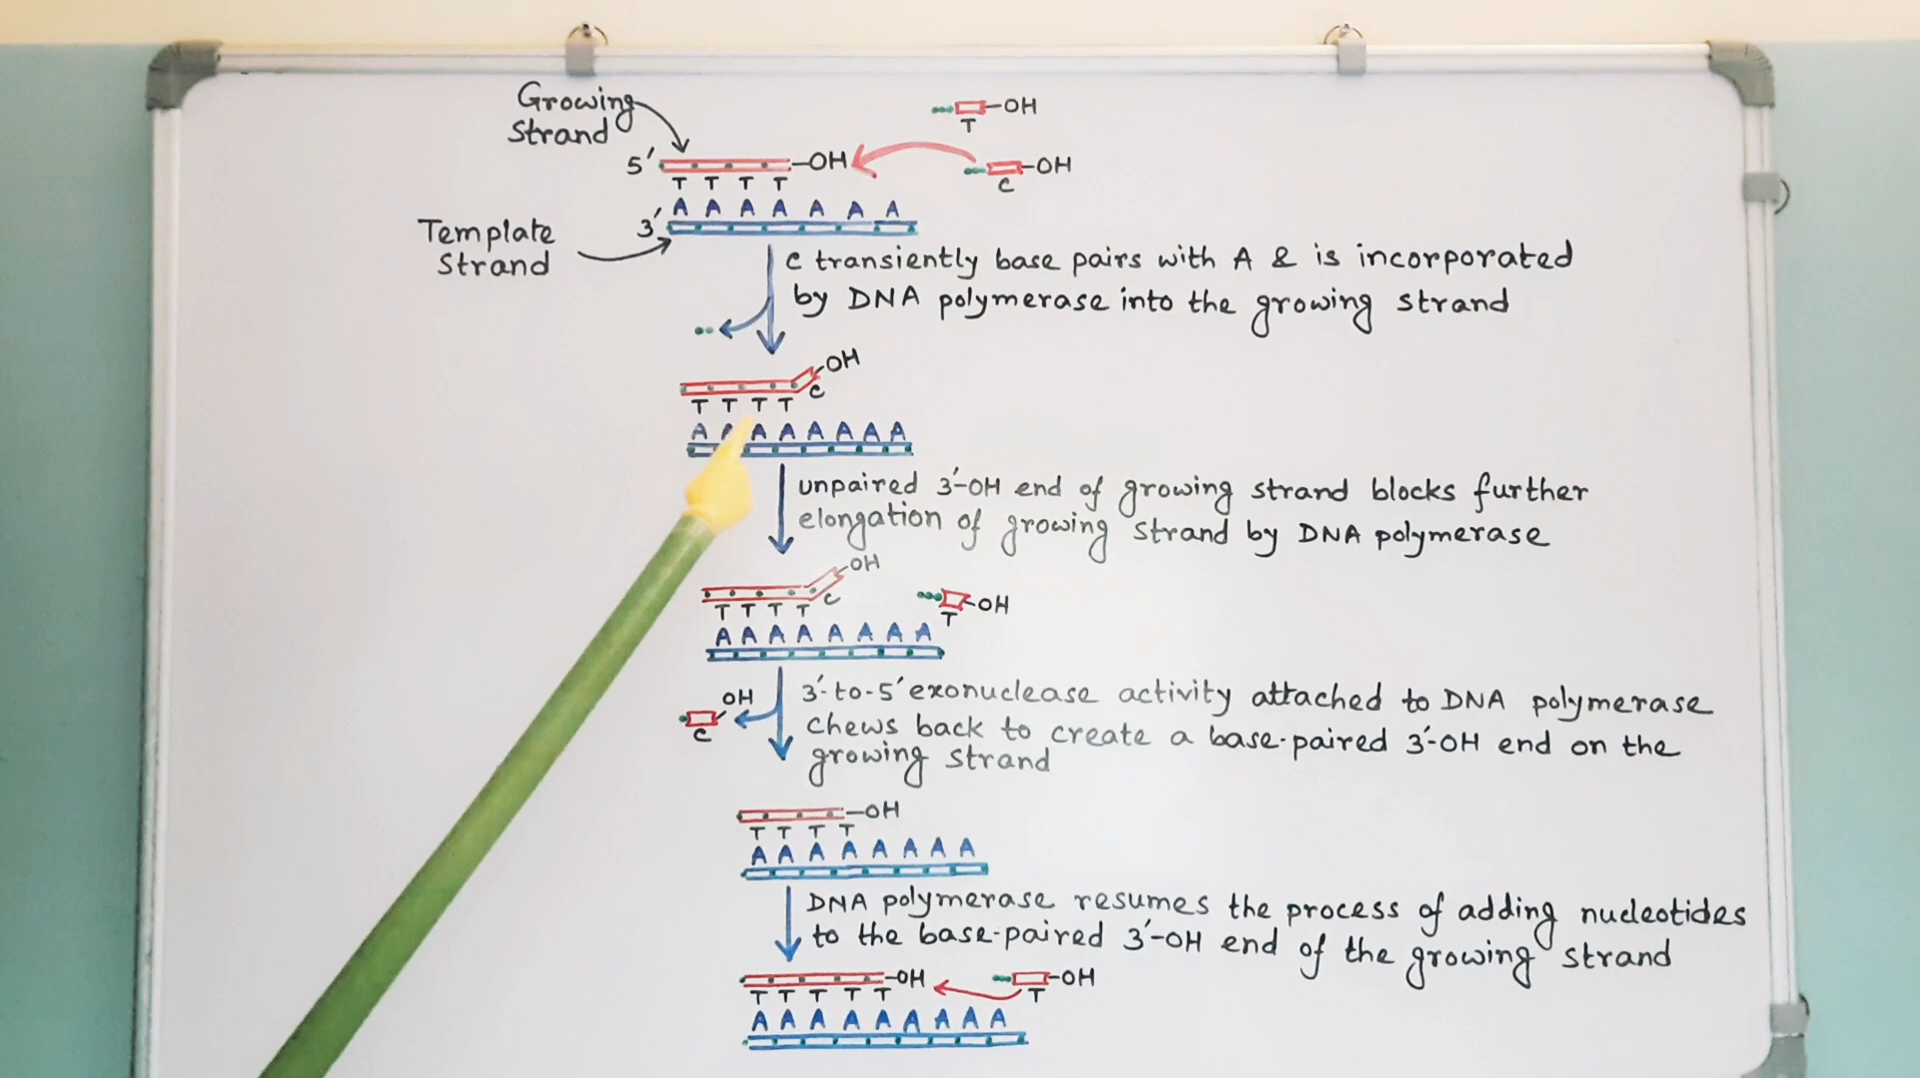 Growing
Strand
OH
T
5′ OH
OH
C
T T T T
A A A A A A A
3′
Template
Strand
C transiently base pairs with A & is incorporated
by DNA polymerase into the growing strand
OH
C
T T T T
A A A A A A A A
unpaired 3′-OH end of growing strand blocks further
elongation of growing strand by DNA polymerase
OH
C
OH
T
T T T T
A A A A A A A A
3′-to-5′ exonuclease activity attached to DNA polymerase
chews back to create a base-paired 3′-OH end on the
growing strand
OH
C
OH
T T T T
A A A A A A A A
DNA polymerase resumes the process of adding nucleotides
to the base-paired 3′-OH end of the growing strand
OH
OH
T
T T T T T
A A A A A A A A A